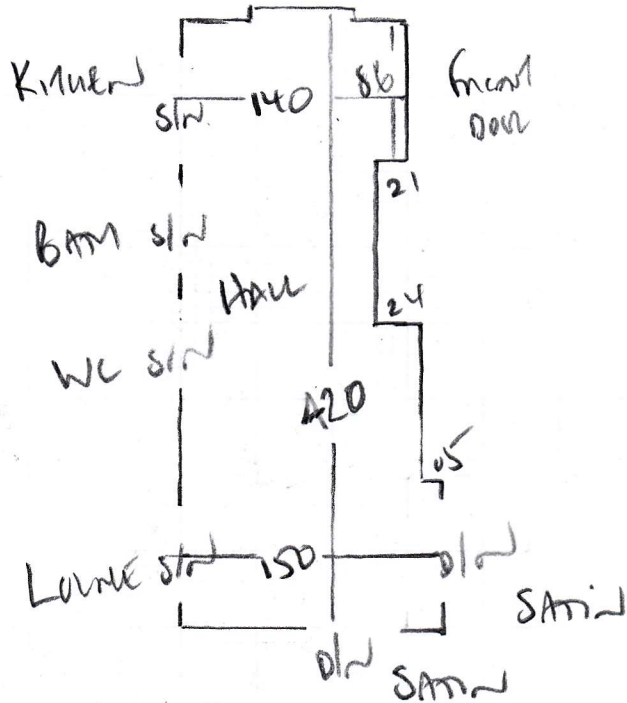 KITCHEN
S/N
140
86
FRONT
DOOR
21
BATH S/N
HALL
24
WC S/N
420
05
LOUNGE S/N
150
D/N
SATIN
D/N
SATIN